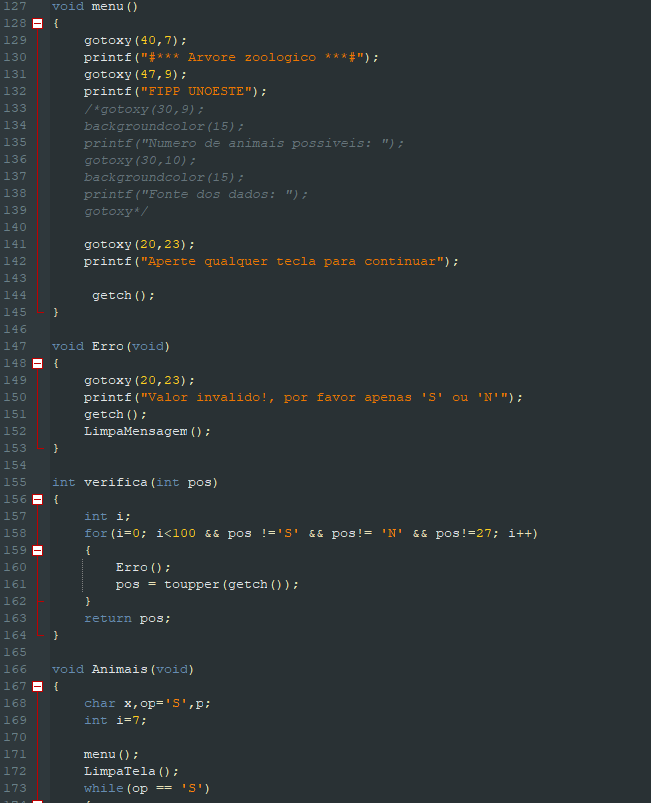 127 void menu()
128 {
129 gotoxy(40,7);
130 printf("#*** Arvore zoologico ***#");
131 gotoxy(47,9);
132 printf("FIPP UNOESTE");
133 /*gotoxy(30,9);
134 backgroundcolor(15);
135 printf("Numero de animais possiveis: ");
136 gotoxy(30,10);
137 backgroundcolor(15);
138 printf("Fonte dos dados: ");
139 gotoxy*/
140
141 gotoxy(20,23);
142 printf("Aperte qualquer tecla para continuar");
143
144 getch();
145 }
146
147 void Erro(void)
148 {
149 gotoxy(20,23);
150 printf("Valor invalido!, por favor apenas 'S' ou 'N'");
151 getch();
152 LimpaMensagem();
153 }
154
155 int verifica(int pos)
156 {
157 int i;
158 for(i=0; i<100 && pos !='S' && pos!= 'N' && pos!=27; i++)
159 {
160 Erro();
161 pos = toupper(getch());
162 }
163 return pos;
164 }
165
166 void Animais(void)
167 {
168 char x,op='S',p;
169 int i=7;
170
171 menu();
172 LimpaTela();
173 while(op == 'S')